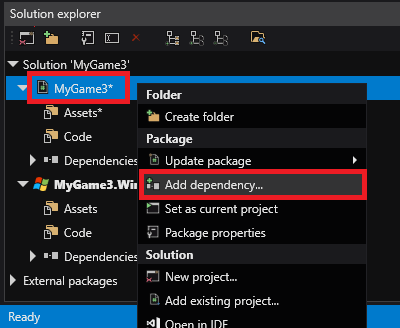 Solution explorer
Solution 'MyGame3'
MyGame3*
Assets*
Code
Dependencies
MyGame3.Win
Assets
Code
Dependencies
External packages
Folder
Create folder
Package
Update package
Add dependency...
Set as current project
Package properties
Solution
New project...
Add existing project...
Open in IDE
Ready